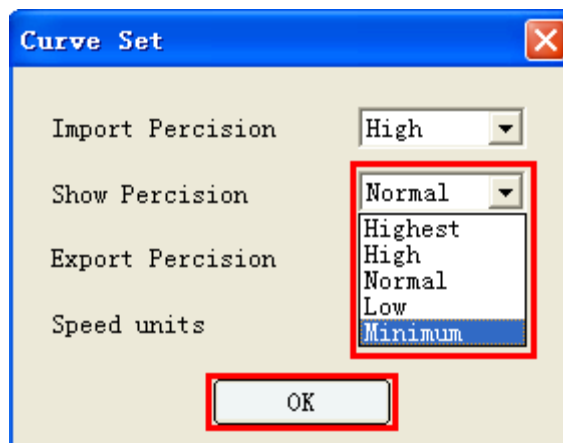 Curve Set
Import Percision High
Show Percision Normal
Highest
High
Export Percision
Normal
Low
Speed units
Minimum
OK